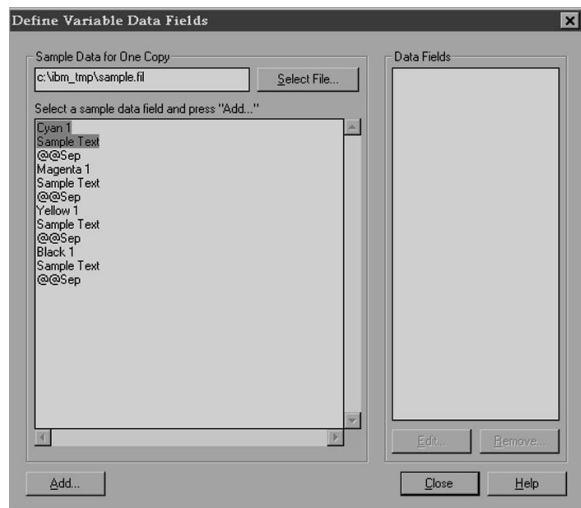 Define Variable Data Fields
Sample Data for One Copy
c:\ibm_tmp\sample.fil
Select File...
Select a sample data field and press "Add..."
Cyan 1
Sample Text
@@Sep
Magenta 1
Sample Text
@@Sep
Yellow 1
Sample Text
@@Sep
Black 1
Sample Text
@@Sep
Data Fields
Edit...
Remove...
Add...
Close
Help